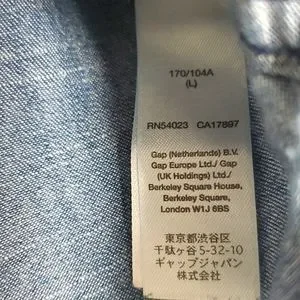 170/104A
(L)
RN54023 CA17897
Gap (Netherlands) B.V.
Gap Europe Ltd./ Gap
(UK Holdings) Ltd./
Berkeley Square House,
Berkeley Square,
London W1J 6BS
東京都渋谷区
千駄ヶ谷5-32-10
ギャップジャパン
株式会社